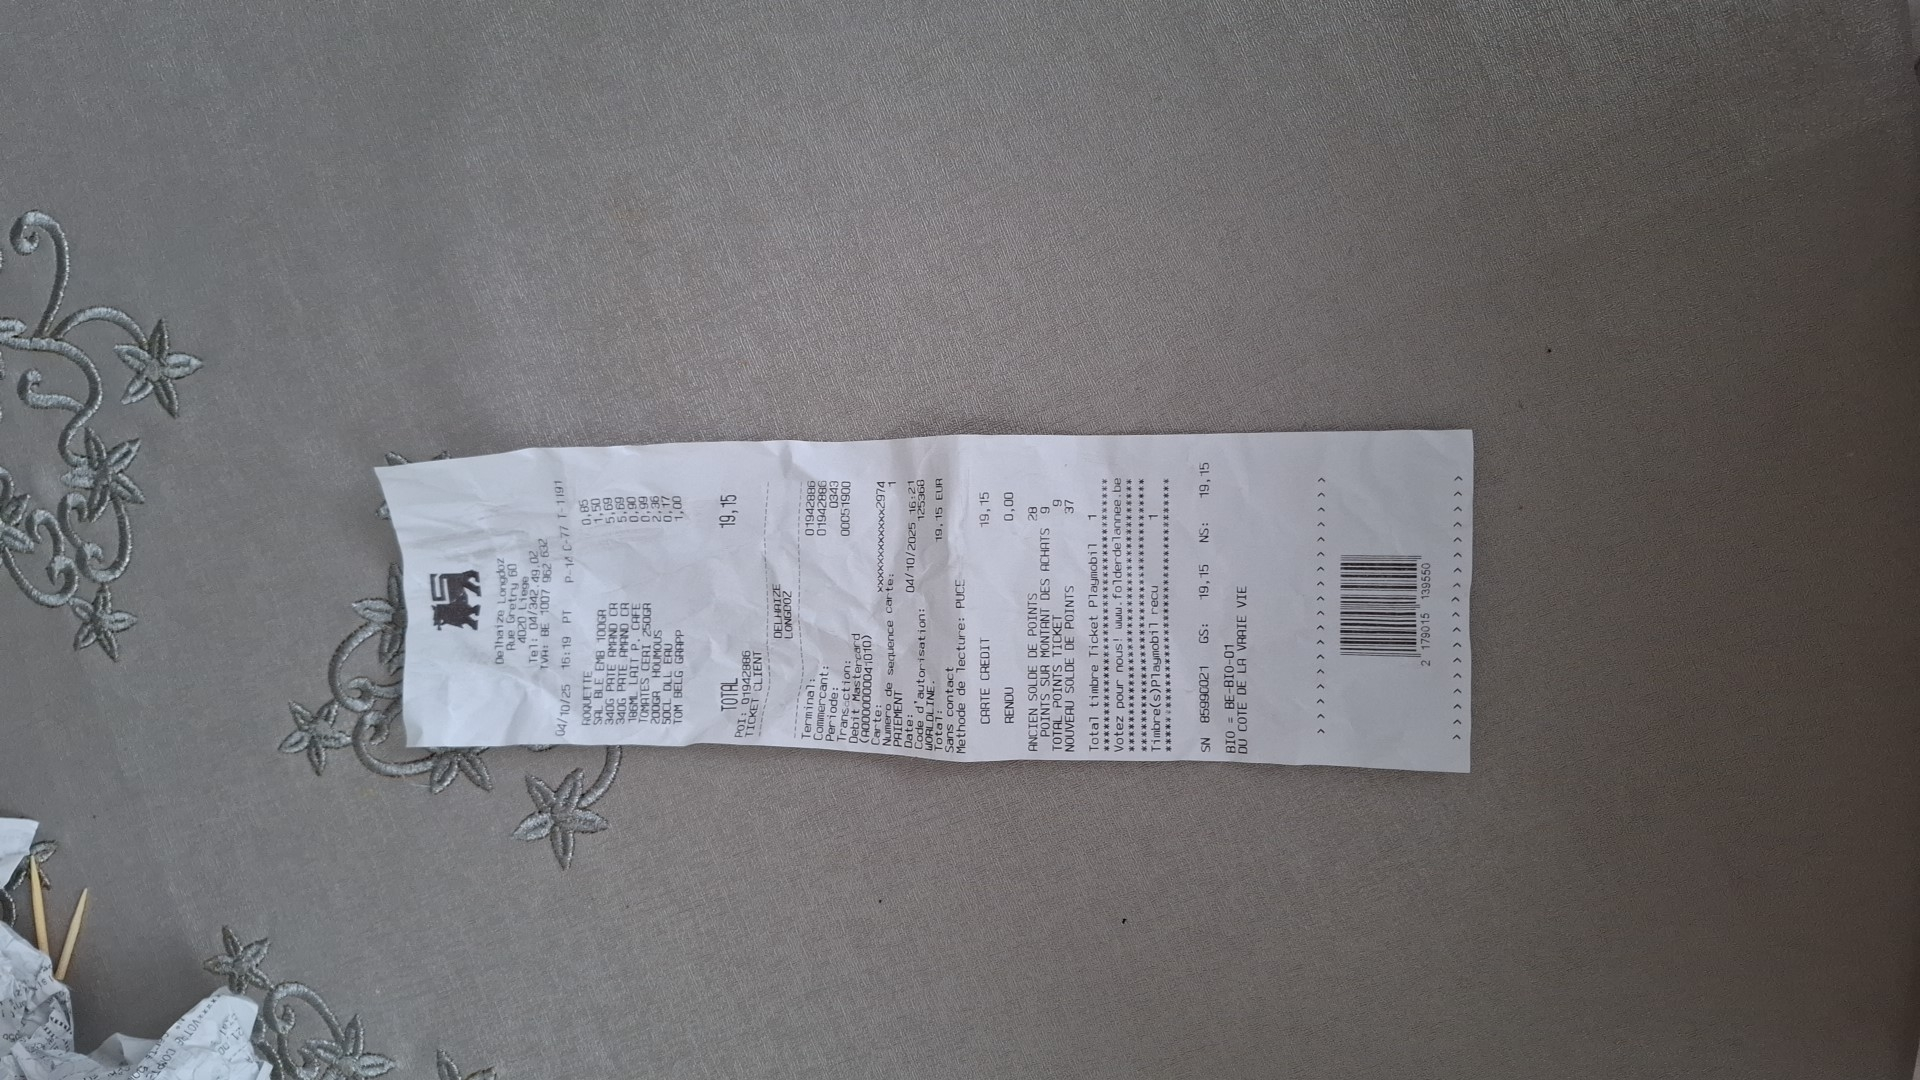 Delhaize Longdoz
Rue Gretry 60
4020 Liege
Tel: 04/342.49.02
TVA: BE 1007 962 632
04/10/25 16:19 PT P-14 C-77 T-1191
ROQUETTE 0,85
SAL BLE EMB 100GR 1,50
340G PATE AMAND CR 5,69
340G PATE AMAND CR 5,69
186ML LAIT P. CAFE 0,90
TOMATES CERI 250GR 0,99
200GR HOUMOUS 2,36
50CL DLL EAU 0,17
TOM BELG GRAPP 1,00
TOTAL 19,15
POI: 01942886
TICKET CLIENT
DELHAIZE
LONGDOZ
Terminal: 01942886
Commercant: 01942886
Periode: 0343
Transaction: 00051900
Debit Mastercard
(A0000000041010)
Carte: xxxxxxxxxxxx2974
Numero de sequence carte: 1
PAIEMENT
Date: 04/10/2025 16:21
Code d'autorisation: 125368
WORLDLINE.
Total: 19,15 EUR
Sans contact
Methode de lecture: PUCE
CARTE CREDIT 19,15
RENDU 0,00
ANCIEN SOLDE DE POINTS 28
POINTS SUR MONTANT DES ACHATS 9
TOTAL POINTS TICKET 9
NOUVEAU SOLDE DE POINTS 37
Total timbre Ticket Playmobil 1
Votez pour nous! www.folderdelannee.be
Timbre(s)Playmobil recu 1
SN GS: 19,15 NS: 19,15
BIO = BE-BIO-01
DU COTE DE LA VRAIE VIE
2 179015 139550